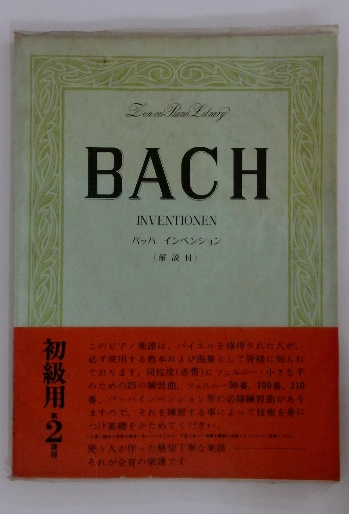 Zen-on Piano Library
BACH
INVENTIONEN
バッハ インベンション
(解説付)
初級用
第2課程
このピアノ楽譜は、バイエルを修得された人が、
必ず使用する教本および曲集として皆様に知られ
ております。同程度(赤帯)にツェルニー・小さな手
のための25の練習曲、ツェルニー30番、100番、110
番、バッハインベンション等の必修練習曲があり
ますので、それを練習する事によって技術を身に
つけ基礎をかためてください。
使う人が作った懇切丁寧な楽譜
それが全音の楽譜です